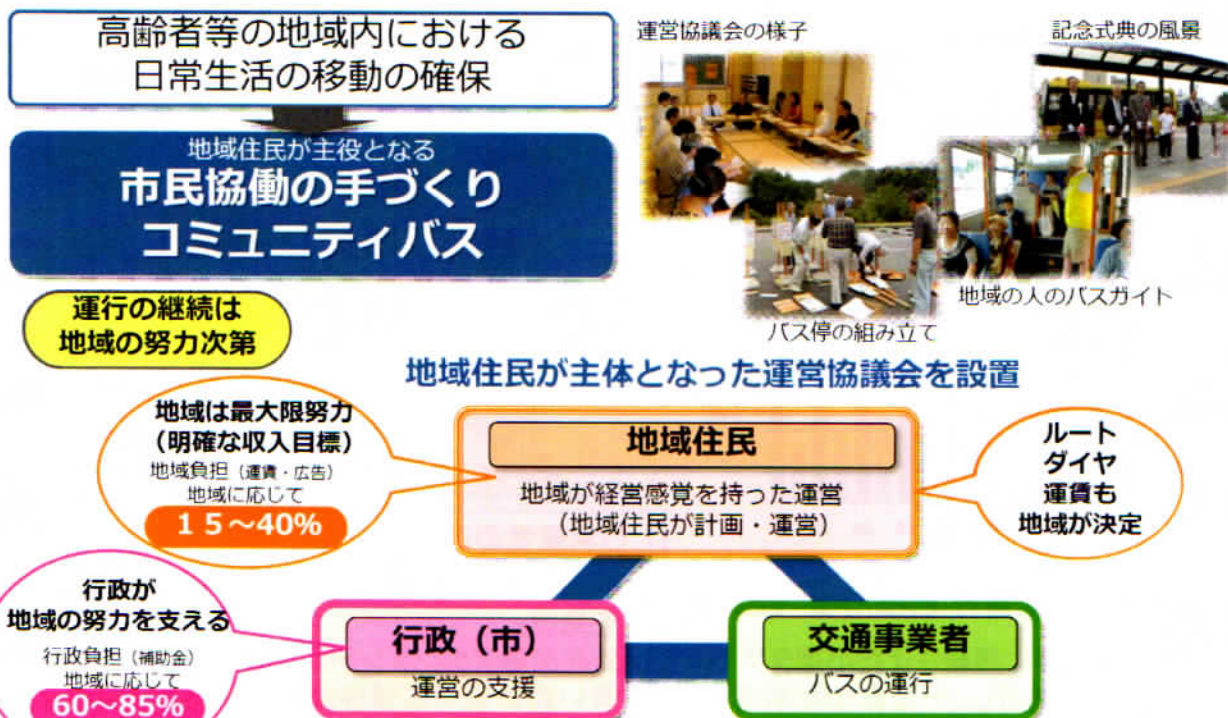 高齢者等の地域内における
日常生活の移動の確保
地域住民が主役となる
市民協働の手づくり
コミュニティバス
運営協議会の様子
記念式典の風景
地域の人のバスガイト
バス停の組み立て
運行の継続は
地域の努力次第
地域住民が主体となった運営協議会を設置
地域は最大限努力
（明確な収入目標）
地域負担（運賃・広告）
地域に応じて
１５～40%
地域住民
地域が経営感覚を持った運営
（地域住民が計画・運営）
ルート
ダイヤ
運賃も
地域が決定
行政が
地域の努力を支える
行政負担（補助金）
地域に応じて
60～85%
行政（市）
運営の支援
交通事業者
バスの運行